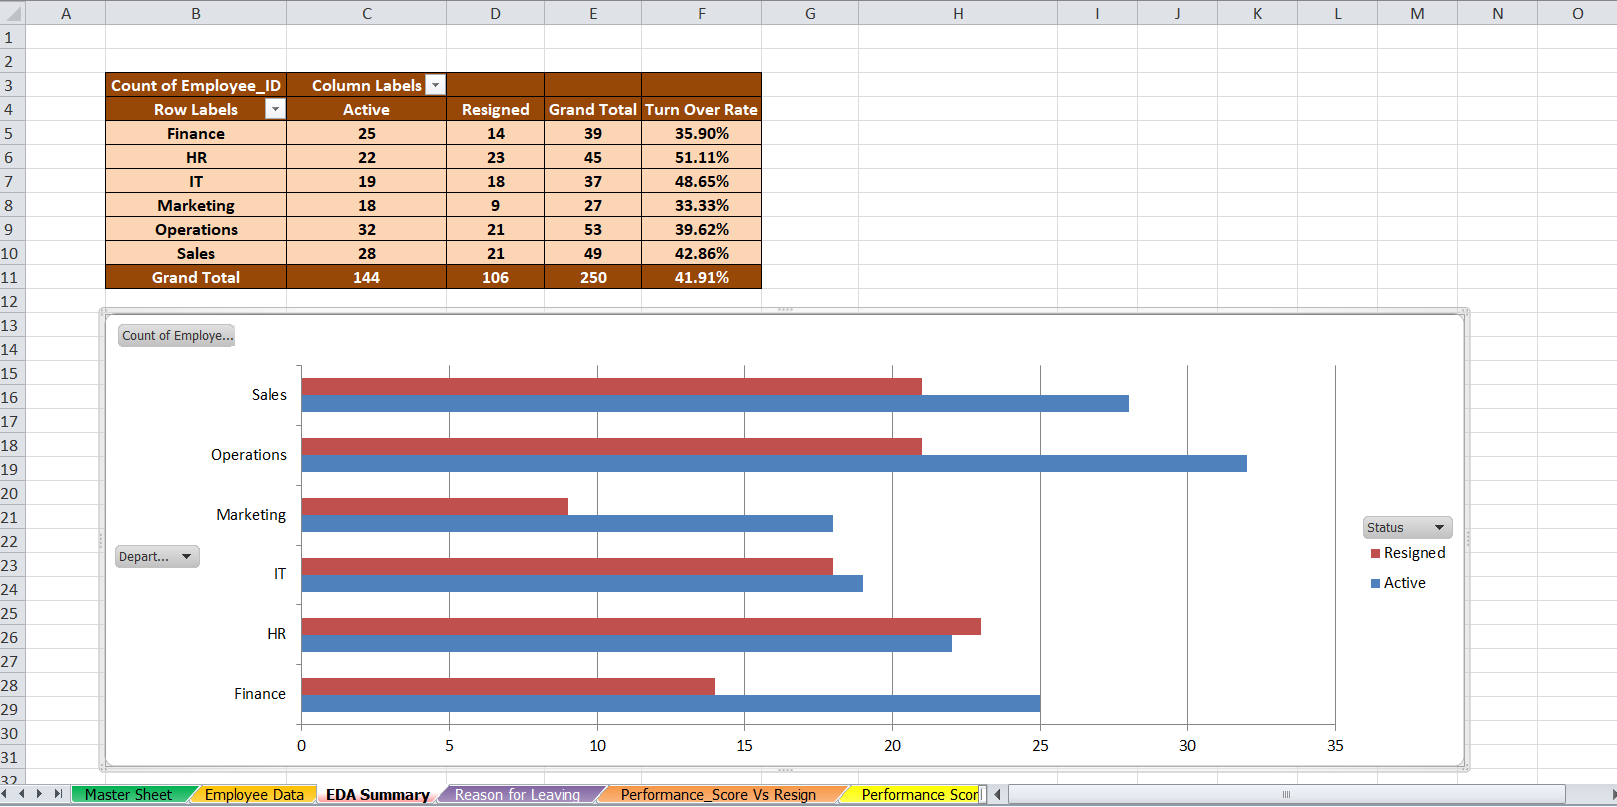 A B C D E F G H I J K L M N O
1
2
3 Count of Employee_ID Column Labels
4 Row Labels Active Resigned Grand Total Turn Over Rate
5 Finance 25 14 39 35.90%
6 HR 22 23 45 51.11%
7 IT 19 18 37 48.65%
8 Marketing 18 9 27 33.33%
9 Operations 32 21 53 39.62%
10 Sales 28 21 49 42.86%
11 Grand Total 144 106 250 41.91%
12
13
14
15
16
17
18
19
20
21
22
23
24
25
26
27
28
29
30
31
32
Count of Employe...
Sales
Operations
Marketing
Depart...
IT
HR
Finance
0 5 10 15 20 25 30 35
Status
Resigned
Active
Master Sheet Employee Data EDA Summary Reason for Leaving Performance_Score Vs Resign Performance Scor